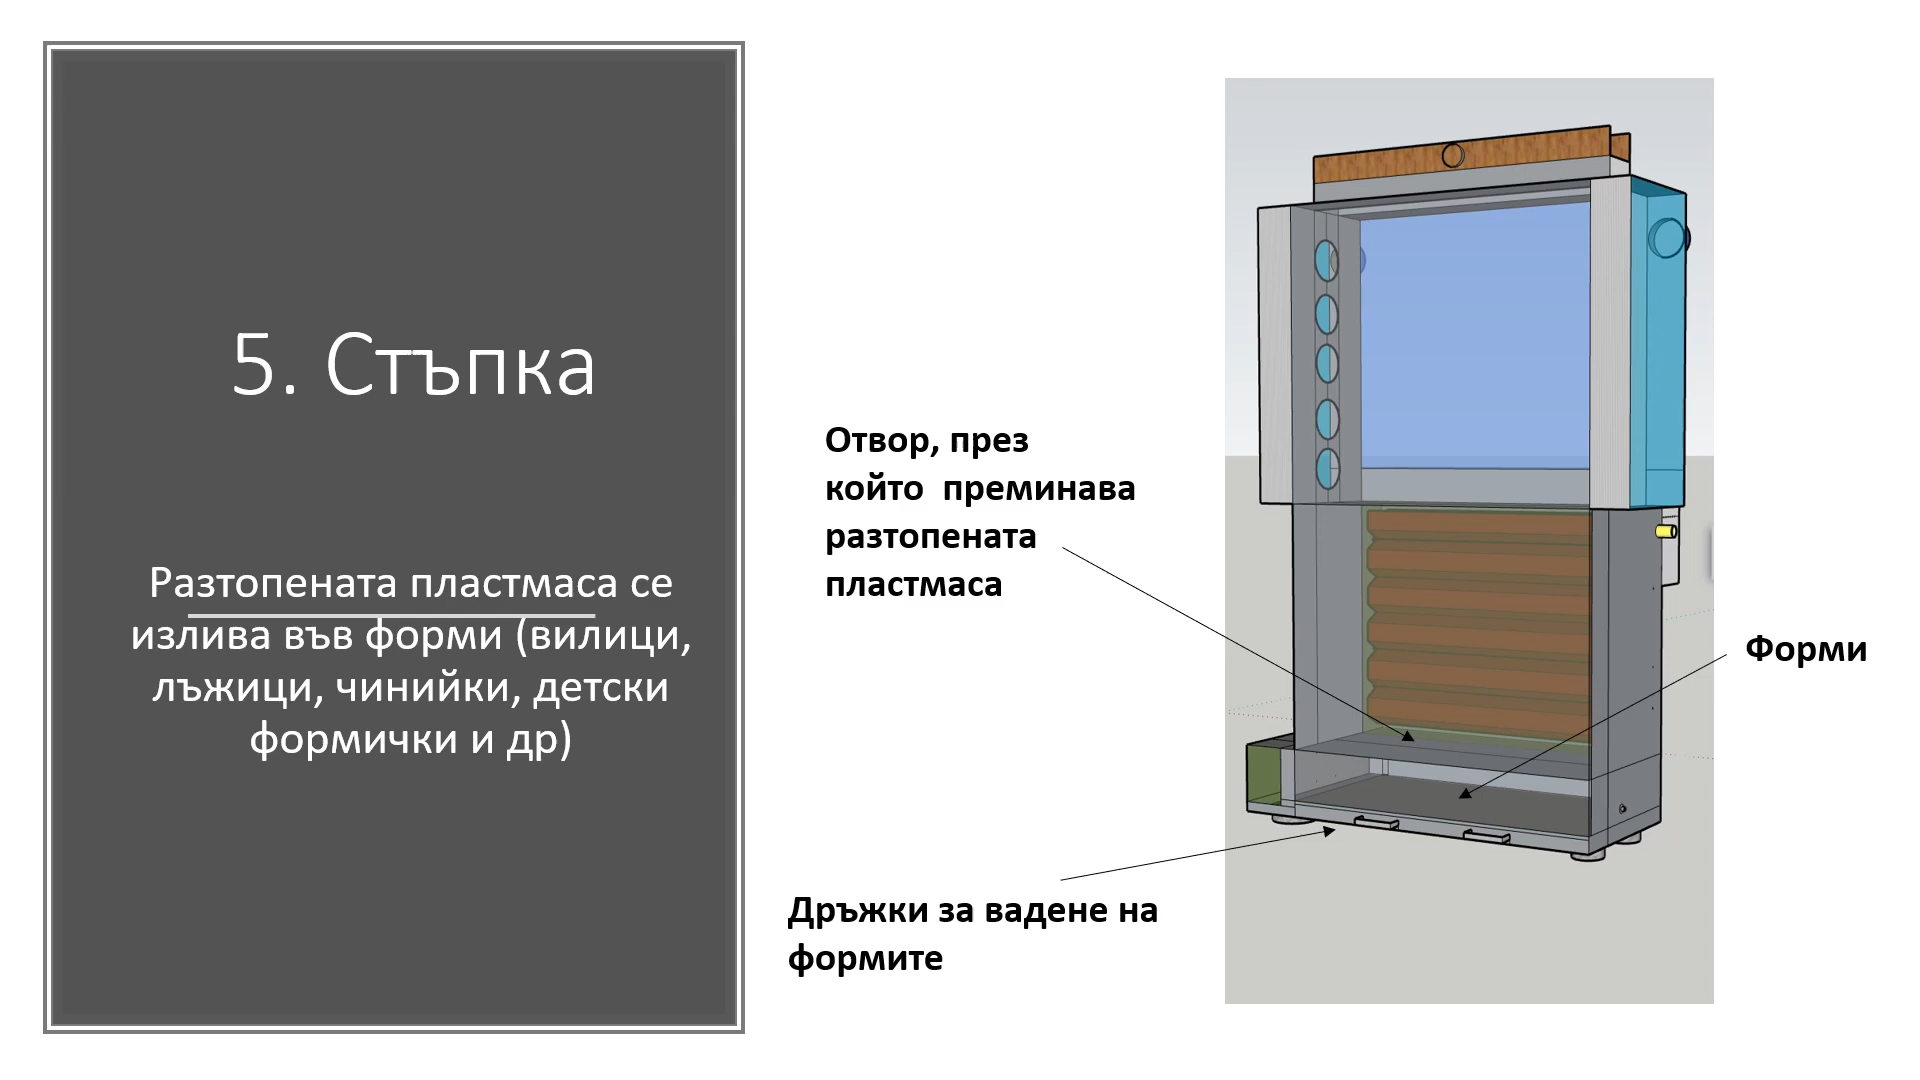 5. Стъпка
Разтопената пластмаса се
излива във форми (вилици,
лъжици, чинийки, детски
формички и др)
Отвор, през
който  преминава
разтопената
пластмаса
Форми
Дръжки за вадене на
формите